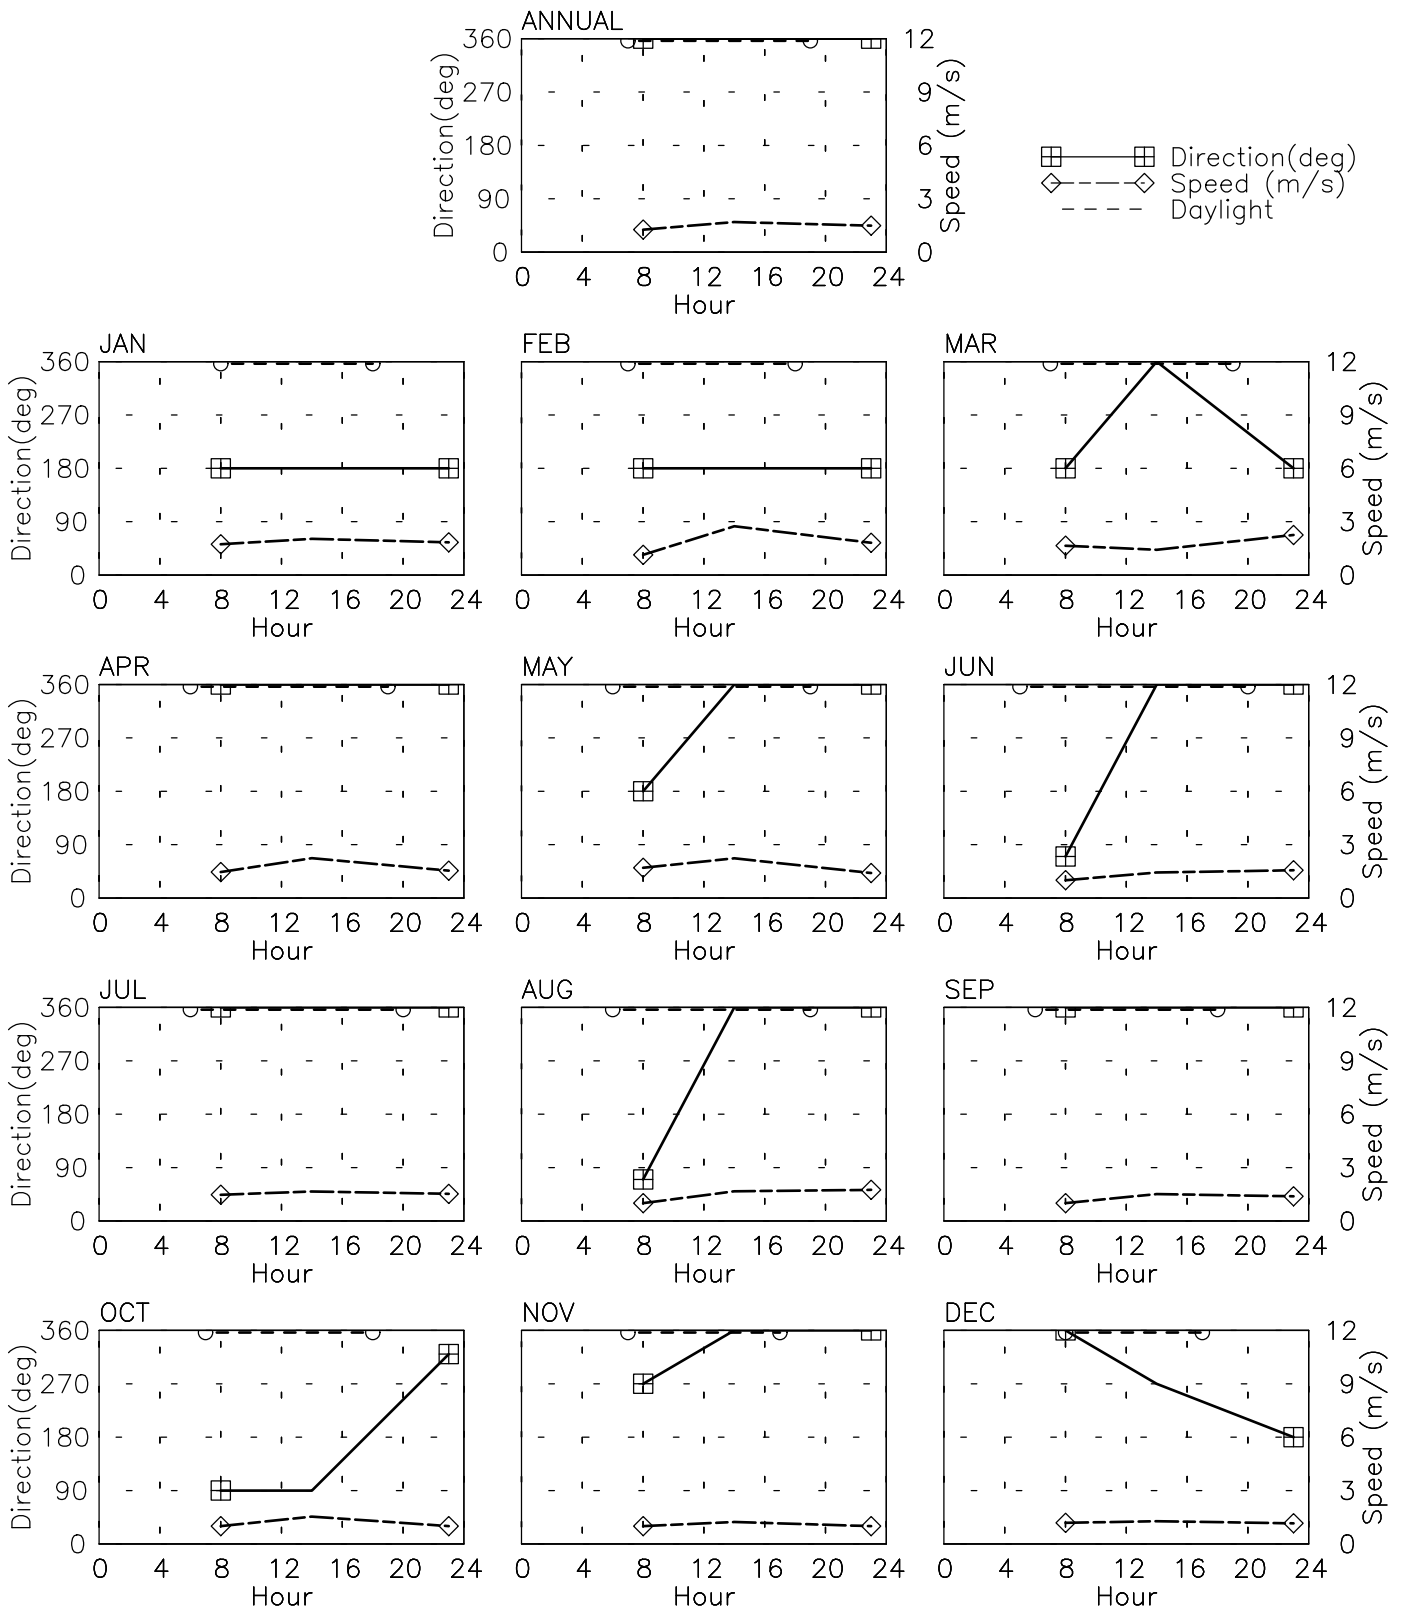 ANNUAL
360 12
270 9
180 6
90 3
0 0
Direction(deg)
Speed (m/s)
0 4 8 12 16 20 24
Hour
Direction(deg)
Speed (m/s)
Daylight
JAN FEB MAR
360 12
270 9
180 6
90 3
0 0
Direction(deg)
Speed (m/s)
0 4 8 12 16 20 24 0 4 8 12 16 20 24 0 4 8 12 16 20 24
Hour Hour Hour
APR MAY JUN
360 12
270 9
180 6
90 3
0 0
Direction(deg)
Speed (m/s)
0 4 8 12 16 20 24 0 4 8 12 16 20 24 0 4 8 12 16 20 24
Hour Hour Hour
JUL AUG SEP
360 12
270 9
180 6
90 3
0 0
Direction(deg)
Speed (m/s)
0 4 8 12 16 20 24 0 4 8 12 16 20 24 0 4 8 12 16 20 24
Hour Hour Hour
OCT NOV DEC
360 12
270 9
180 6
90 3
0 0
Direction(deg)
Speed (m/s)
0 4 8 12 16 20 24 0 4 8 12 16 20 24 0 4 8 12 16 20 24
Hour Hour Hour